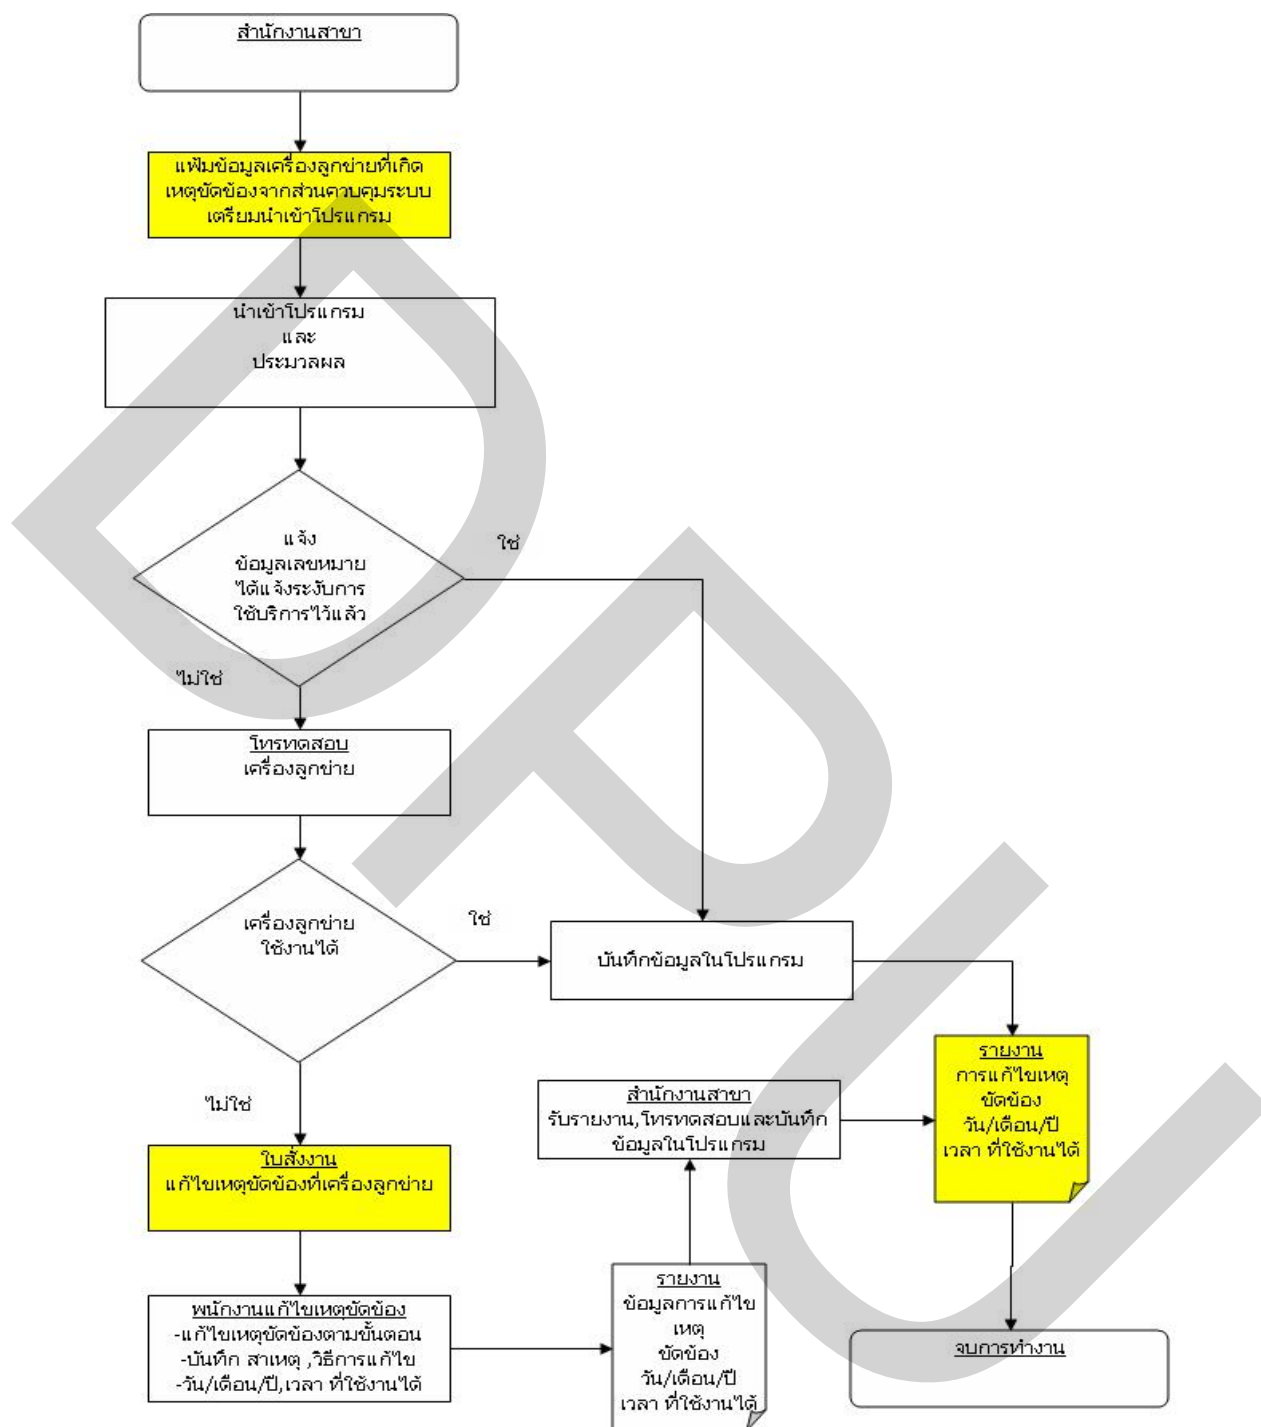 สำนักงานสาขา
แฟ้มข้อมูลเครื่องลูกข่ายที่เกิด
เหตุขัดข้องจากส่วนควบคุมระบบ
เตรียมนำเข้าโปรแกรม
นำเข้าโปรแกรม
และ
ประมวลผล
แจ้ง
ข้อมูลเลขหมาย
ได้แจ้งระงับการ
ใช้บริการไว้แล้ว
ใช่
ไม่ใช่
โทรทดสอบ
เครื่องลูกข่าย
เครื่องลูกข่าย
ใช้งานได้
ใช่
บันทึกข้อมูลในโปรแกรม
ไม่ใช่
รายงาน
การแก้ไขเหตุ
ขัดข้อง
วัน/เดือน/ปี
เวลา ที่ใช้งานได้
สำนักงานสาขา
รับรายงาน,โทรทดสอบและบันทึก
ข้อมูลในโปรแกรม
ใบสั่งงาน
แก้ไขเหตุขัดข้องที่เครื่องลูกข่าย
พนักงานแก้ไขเหตุขัดข้อง
-แก้ไขเหตุขัดข้องตามขั้นตอน
-บันทึก สาเหตุ ,วิธีการแก้ไข
-วัน/เดือน/ปี,เวลา ที่ใช้งานได้
รายงาน
ข้อมูลการแก้ไข
เหตุ
ขัดข้อง
วัน/เดือน/ปี
เวลา ที่ใช้งานได้
จบการทำงาน
DPU